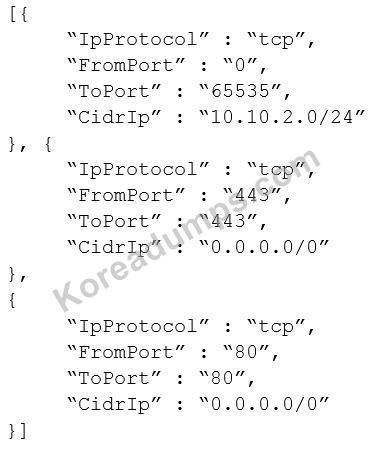 [{
“IpProtocol” : “tcp”,
“FromPort” : “0”,
“ToPort” : “65535”,
“CidrIp” : “10.10.2.0/24”
}, {
“IpProtocol” : “tcp”,
“FromPort” : “443”,
“ToPort” : “443”,
“CidrIp” : “0.0.0.0/0”
},
{
“IpProtocol” : “tcp”,
“FromPort” : “80”,
“ToPort” : “80”,
“CidrIp” : “0.0.0.0/0”
}]
Koreadumps.com